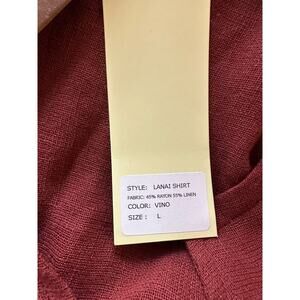 STYLE: LANAI SHIRT
FABRIC: 45% RAYON 55% LINEN
COLOR: VINO
SIZE : L